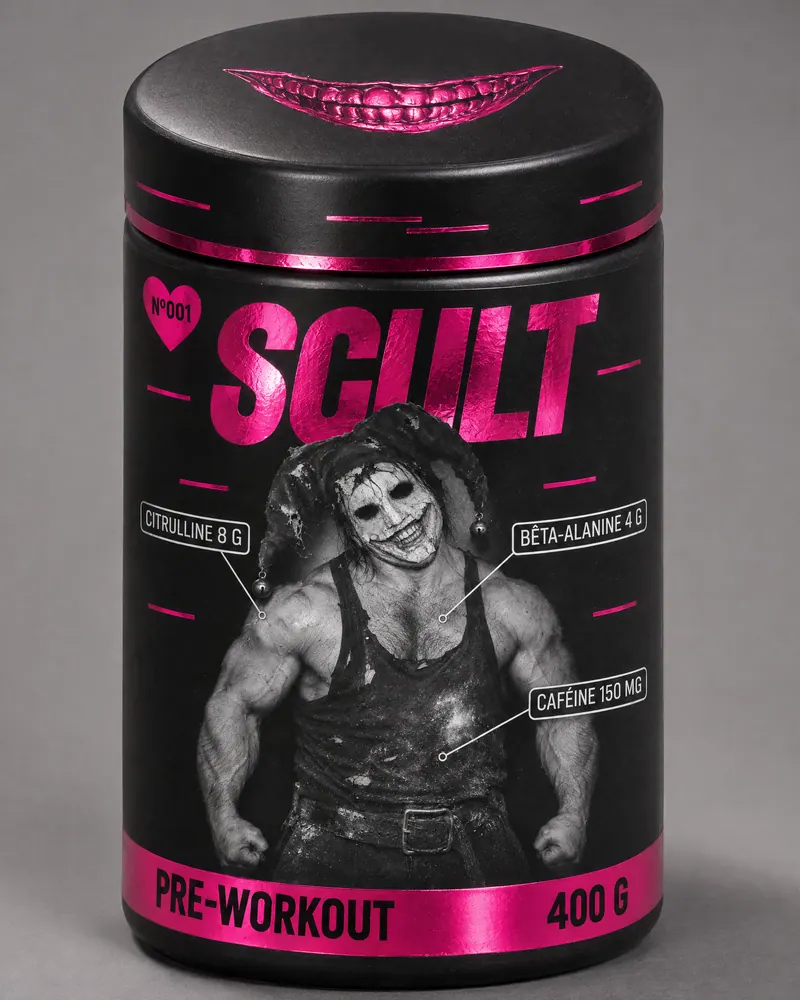 Nº001
SCULT
CITRULLINE 8 G
BÊTA-ALANINE 4 G
CAFÉINE 150 MG
PRE-WORKOUT
400 G